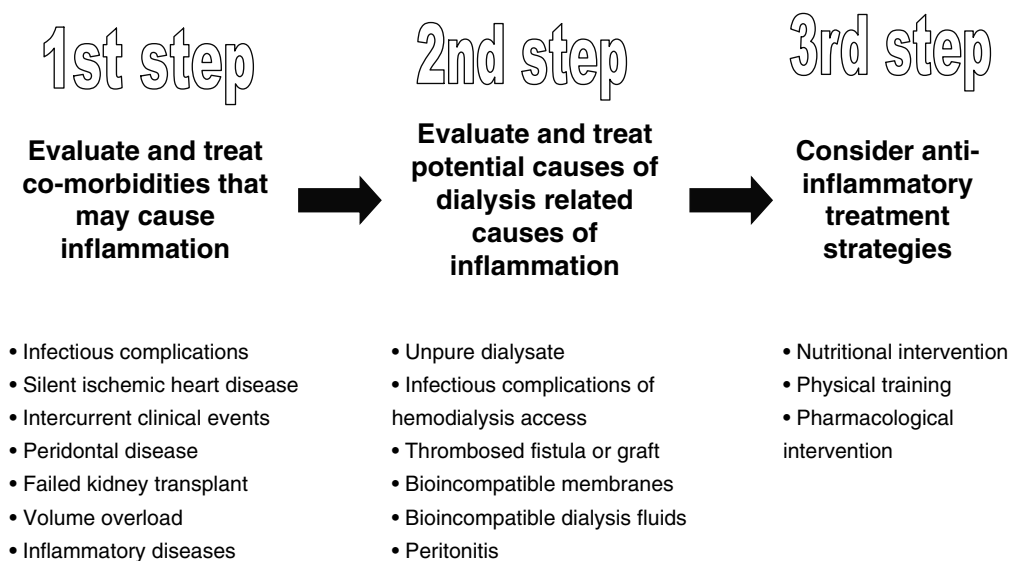 1st step
Evaluate and treat
co-morbidities that
may cause
inflammation
• Infectious complications
• Silent ischemic heart disease
• Intercurrent clinical events
• Peridontal disease
• Failed kidney transplant
• Volume overload
• Inflammatory diseases
2nd step
Evaluate and treat
potential causes of
dialysis related
causes of
inflammation
• Unpure dialysate
• Infectious complications of
hemodialysis access
• Thrombosed fistula or graft
• Bioincompatible membranes
• Bioincompatible dialysis fluids
• Peritonitis
3rd step
Consider anti-
inflammatory
treatment
strategies
• Nutritional intervention
• Physical training
• Pharmacological
intervention